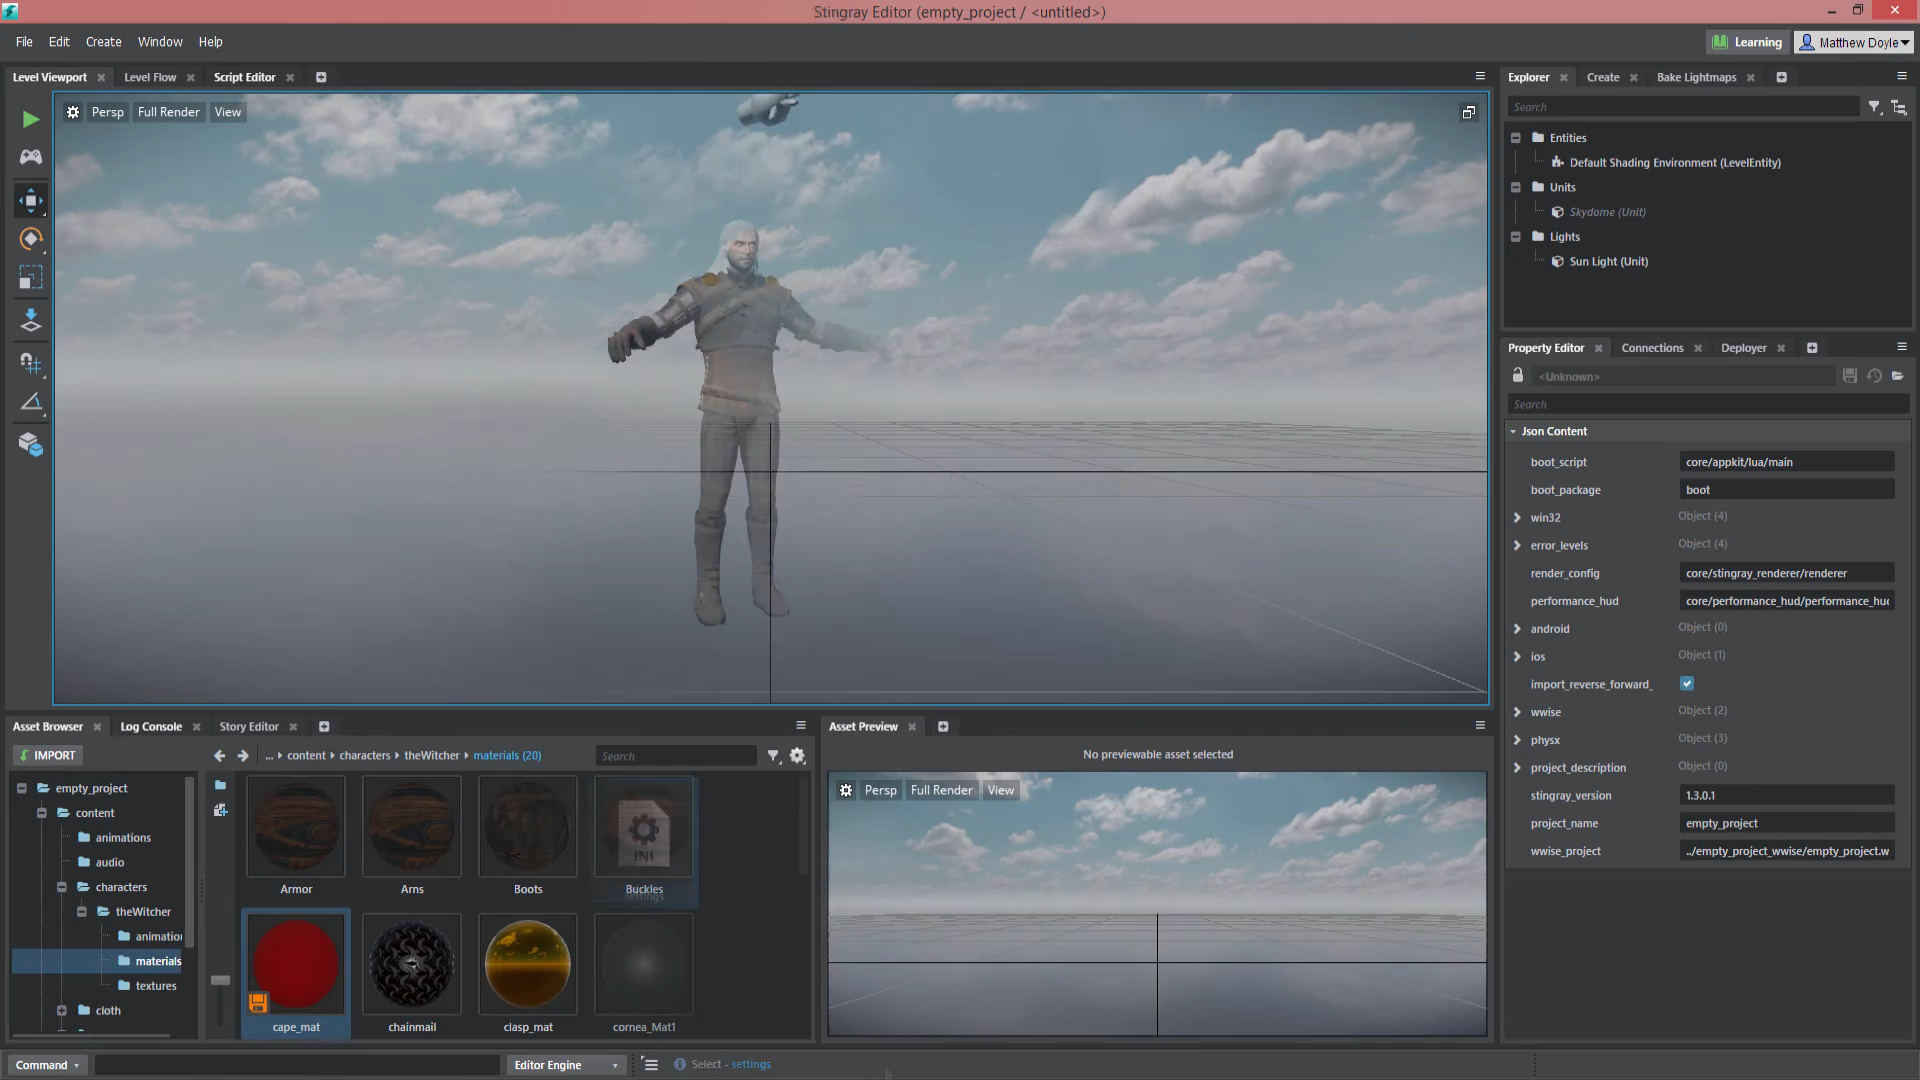 Stingray Editor (empty_project / <untitled>)
File Edit Create Window Help
Learning Matthew Doyle
Level Viewport Level Flow Script Editor
Persp Full Render View
Explorer Create Bake Lightmaps
Search
Entities
Default Shading Environment (LevelEntity)
Units
Skydome (Unit)
Lights
Sun Light (Unit)
Property Editor Connections Deployer
<Unknown>
Search
Json Content
boot_script core/appkit/lua/main
boot_package boot
win32 Object (4)
error_levels Object (4)
render_config core/stingray_renderer/renderer
performance_hud core/performance_hud/performance_huc
android Object (0)
ios Object (1)
import_reverse_forward_
wwise Object (2)
physx Object (3)
project_description Object (0)
stingray_version 1.3.0.1
project_name empty_project
wwise_project ../empty_project_wwise/empty_project.w
Asset Browser Log Console Story Editor
IMPORT
... content characters theWitcher materials (20)
Search
empty_project
content
animations
audio
characters
theWitcher
animatio
materials
textures
cloth
INI
Armor Arns Boots Buckles
settings
cape_mat chainmail clasp_mat cornea_Mat1
Asset Preview
No previewable asset selected
Persp Full Render View
Command Editor Engine Select - settings